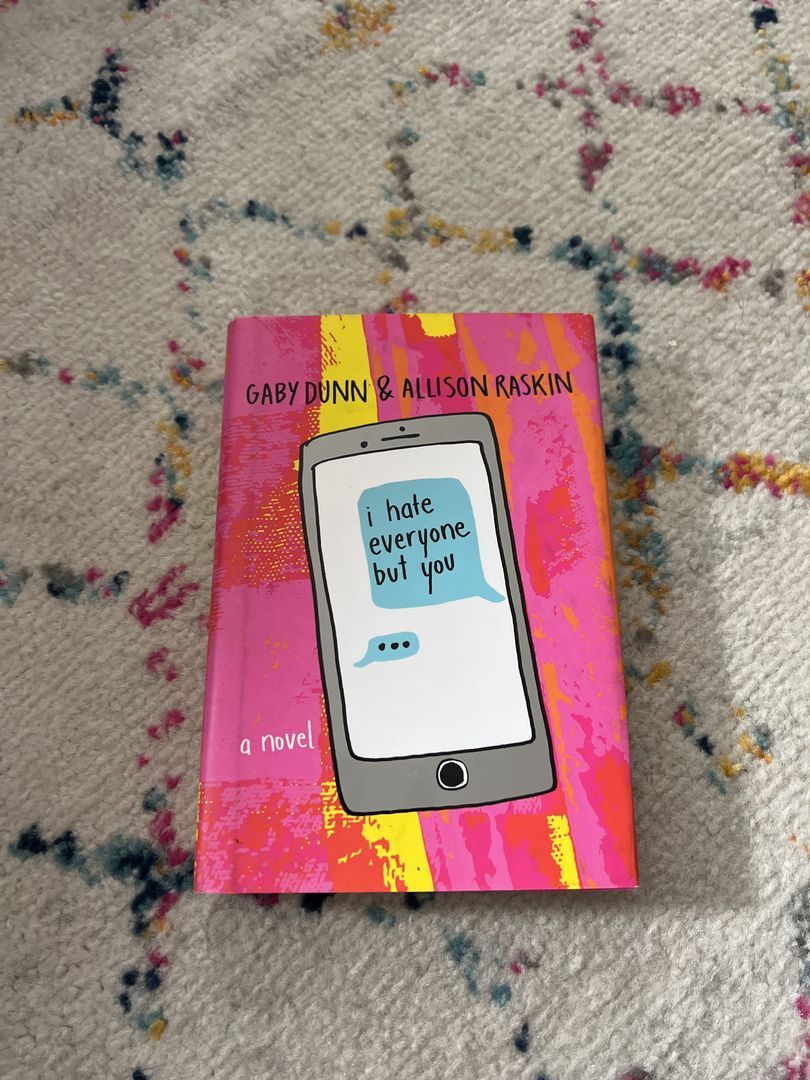 GABY DUNN & ALLISON RASKIN
i hate
everyone
but you
...
a novel